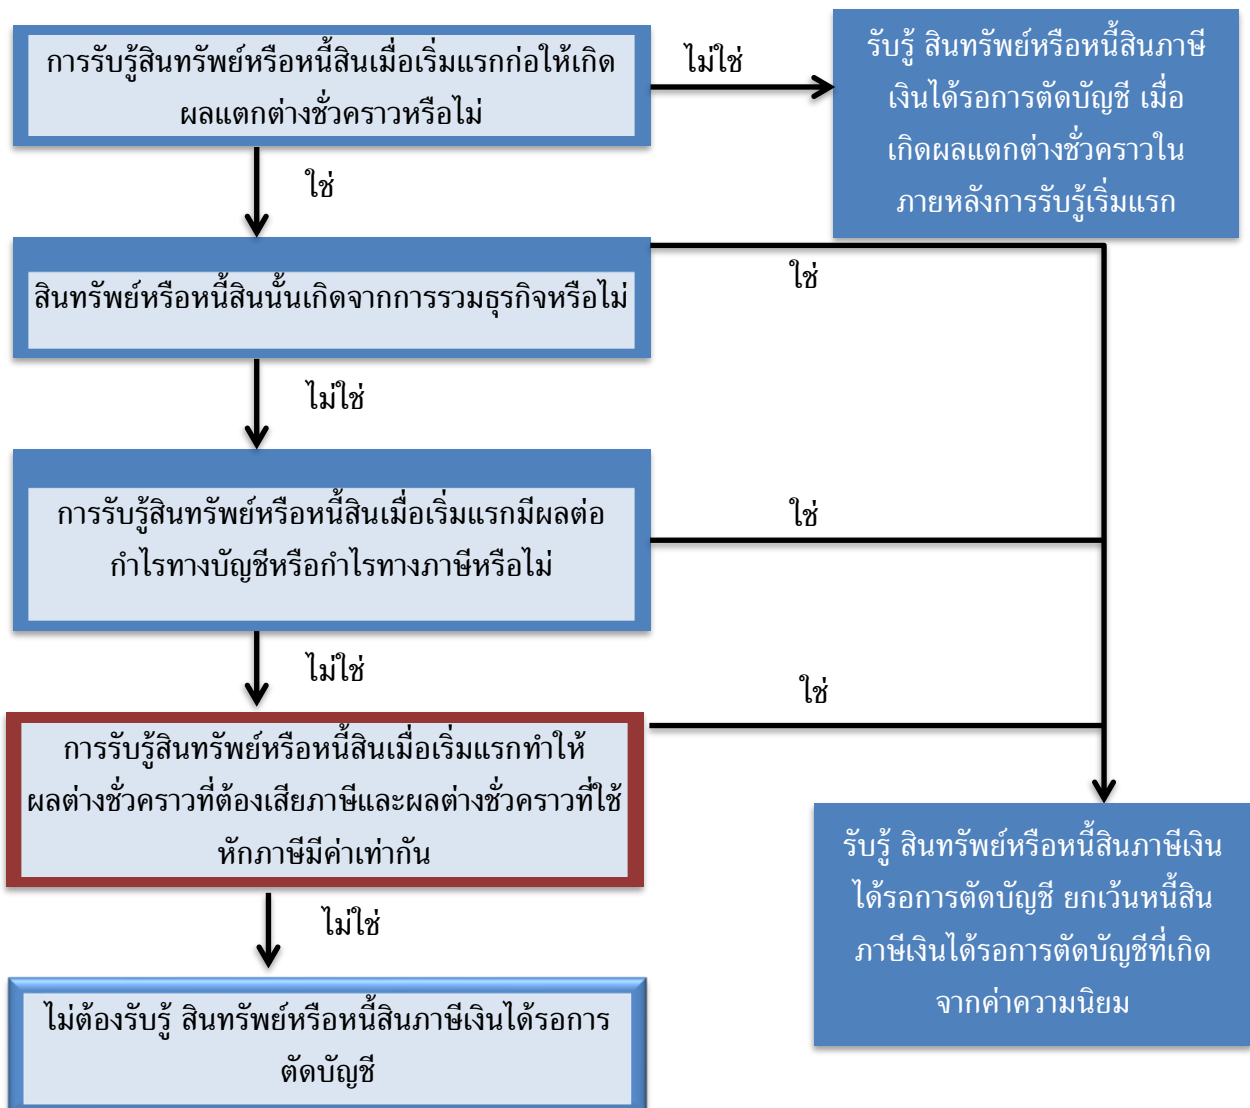 การรับรู้สินทรัพย์หรือหนี้สินเมื่อเริ่มแรกก่อให้เกิด
ผลแตกต่างชั่วคราวหรือไม่
ไม่ใช่
รับรู้ สินทรัพย์หรือหนี้สินภาษี
เงินได้รอการตัดบัญชี เมื่อ
เกิดผลแตกต่างชั่วคราวใน
ภายหลังการรับรู้เริ่มแรก
ใช่
สินทรัพย์หรือหนี้สินนั้นเกิดจากการรวมธุรกิจหรือไม่
ใช่
ไม่ใช่
การรับรู้สินทรัพย์หรือหนี้สินเมื่อเริ่มแรกมีผลต่อ
กำไรทางบัญชีหรือกำไรทางภาษีหรือไม่
ใช่
ไม่ใช่
การรับรู้สินทรัพย์หรือหนี้สินเมื่อเริ่มแรกทำให้
ผลต่างชั่วคราวที่ต้องเสียภาษีและผลต่างชั่วคราวที่ใช้
หักภาษีมีค่าเท่ากัน
ใช่
ไม่ใช่
รับรู้ สินทรัพย์หรือหนี้สินภาษีเงิน
ได้รอการตัดบัญชี ยกเว้นหนี้สิน
ภาษีเงินได้รอการตัดบัญชีที่เกิด
จากค่าความนิยม
ไม่ต้องรับรู้ สินทรัพย์หรือหนี้สินภาษีเงินได้รอการ
ตัดบัญชี